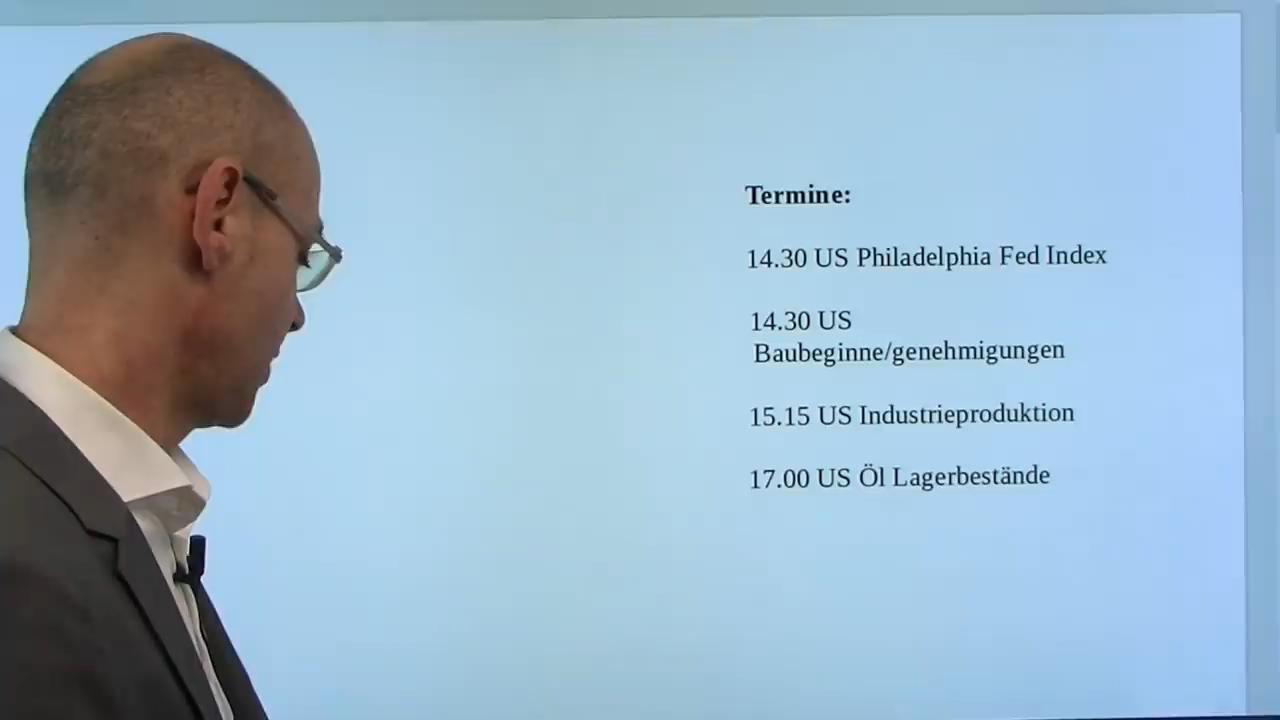 Termine:
14.30 US Philadelphia Fed Index
14.30 US
Baubeginne/genehmigungen
15.15 US Industrieproduktion
17.00 US Öl Lagerbestände